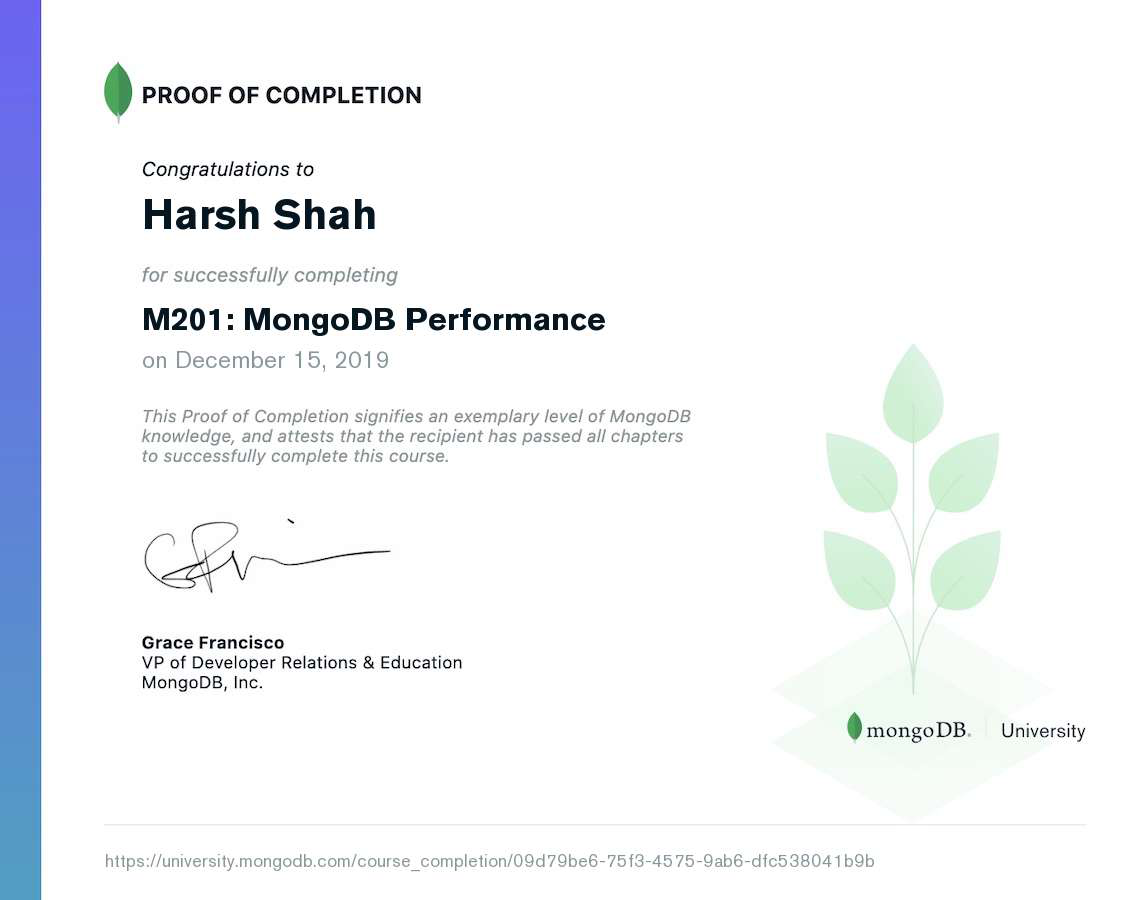 PROOF OF COMPLETION
Congratulations to
Harsh Shah
for successfully completing
M201: MongoDB Performance
on December 15, 2019
This Proof of Completion signifies an exemplary level of MongoDB
knowledge, and attests that the recipient has passed all chapters
to successfully complete this course.
Grace Francisco
VP of Developer Relations & Education
MongoDB, Inc.
mongoDB. University
https://university.mongodb.com/course_completion/09d79be6-75f3-4575-9ab6-dfc538041b9b